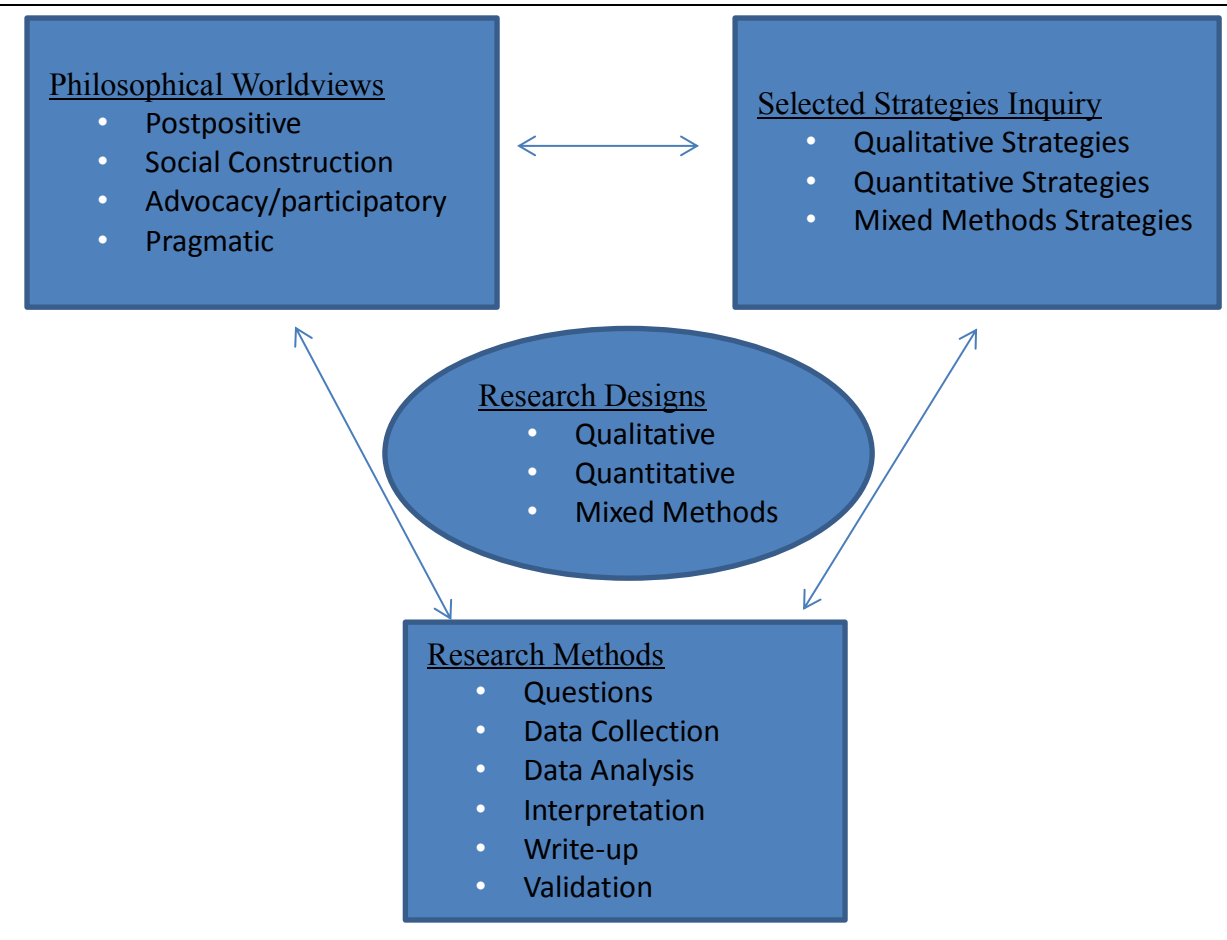 Philosophical Worldviews
• Postpositive
• Social Construction
• Advocacy/participatory
• Pragmatic
Selected Strategies Inquiry
• Qualitative Strategies
• Quantitative Strategies
• Mixed Methods Strategies
Research Designs
• Qualitative
• Quantitative
• Mixed Methods
Research Methods
• Questions
• Data Collection
• Data Analysis
• Interpretation
• Write-up
• Validation